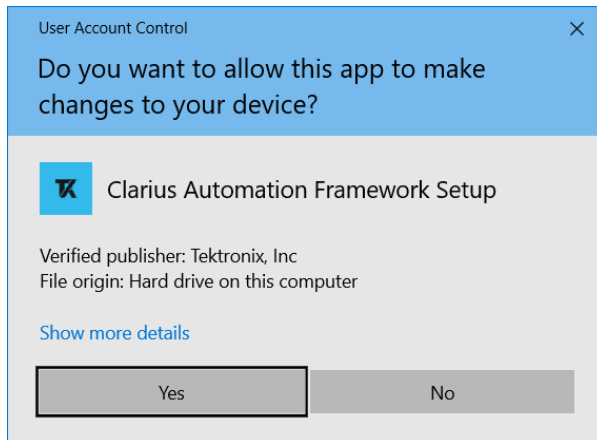 User Account Control
Do you want to allow this app to make
changes to your device?
Clarius Automation Framework Setup
Verified publisher: Tektronix, Inc
File origin: Hard drive on this computer
Show more details
Yes
No